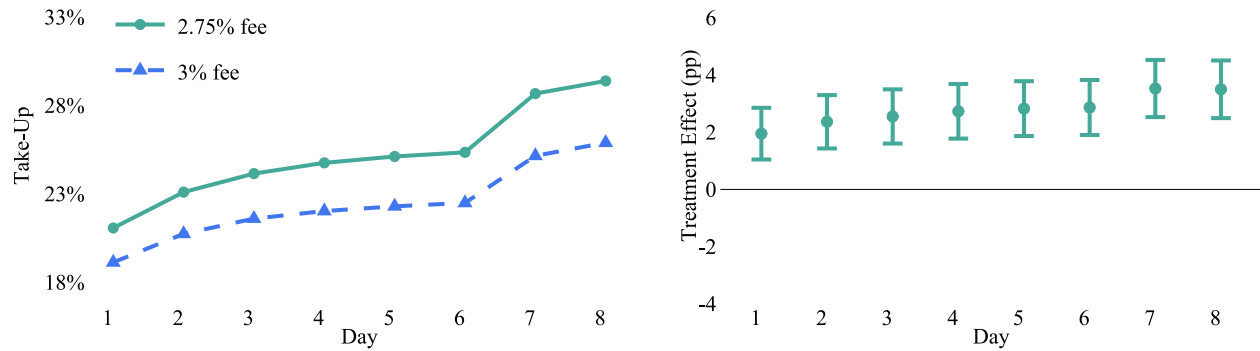 33%
28%
23%
18%
Take-Up
2.75% fee
3% fee
1 2 3 4 5 6 7 8
Day
6
4
2
0
-2
-4
Treatment Effect (pp)
1 2 3 4 5 6 7 8
Day